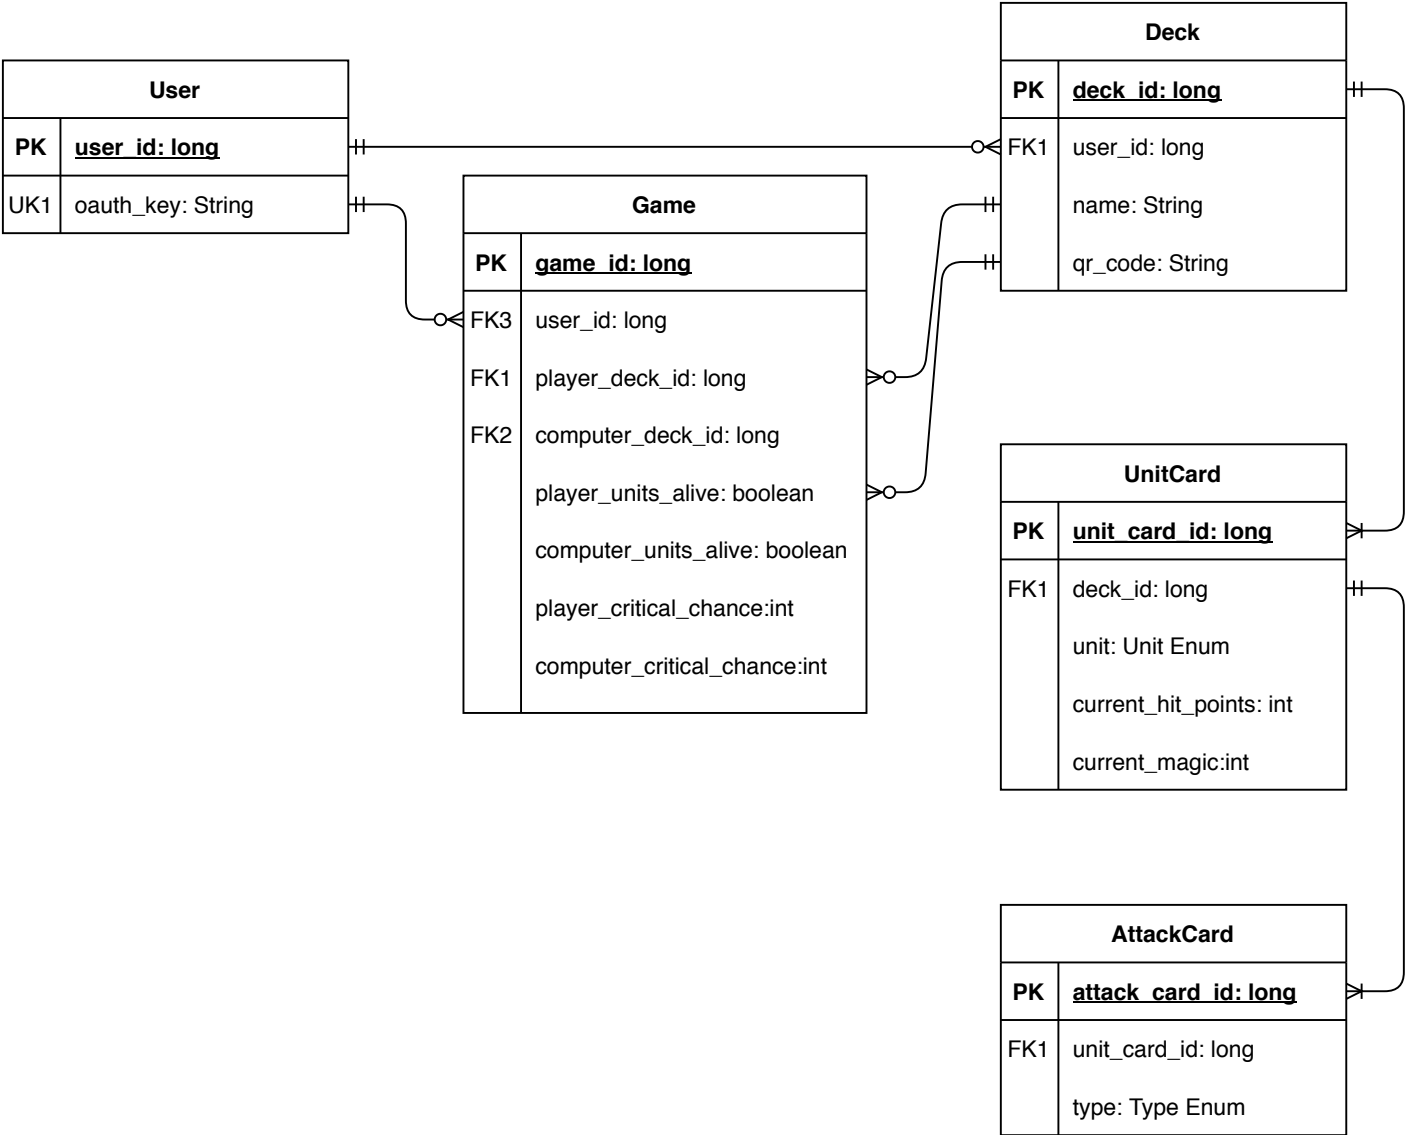 User
PK user_id: long
UK1 oauth_key: String
Game
PK game_id: long
FK3 user_id: long
FK1 player_deck_id: long
FK2 computer_deck_id: long
player_units_alive: boolean
computer_units_alive: boolean
player_critical_chance:int
computer_critical_chance:int
Deck
PK deck_id: long
FK1 user_id: long
name: String
qr_code: String
UnitCard
PK unit_card_id: long
FK1 deck_id: long
unit: Unit Enum
current_hit_points: int
current_magic:int
AttackCard
PK attack_card_id: long
FK1 unit_card_id: long
type: Type Enum